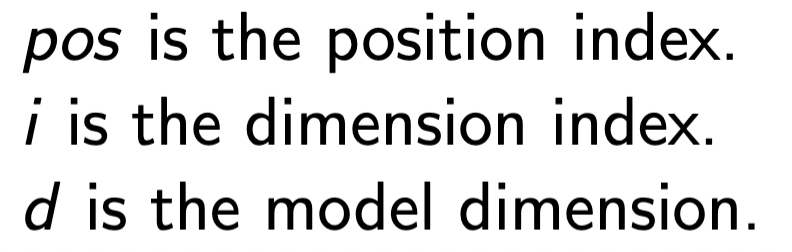 pos is the position index.
i is the dimension index.
d is the model dimension.